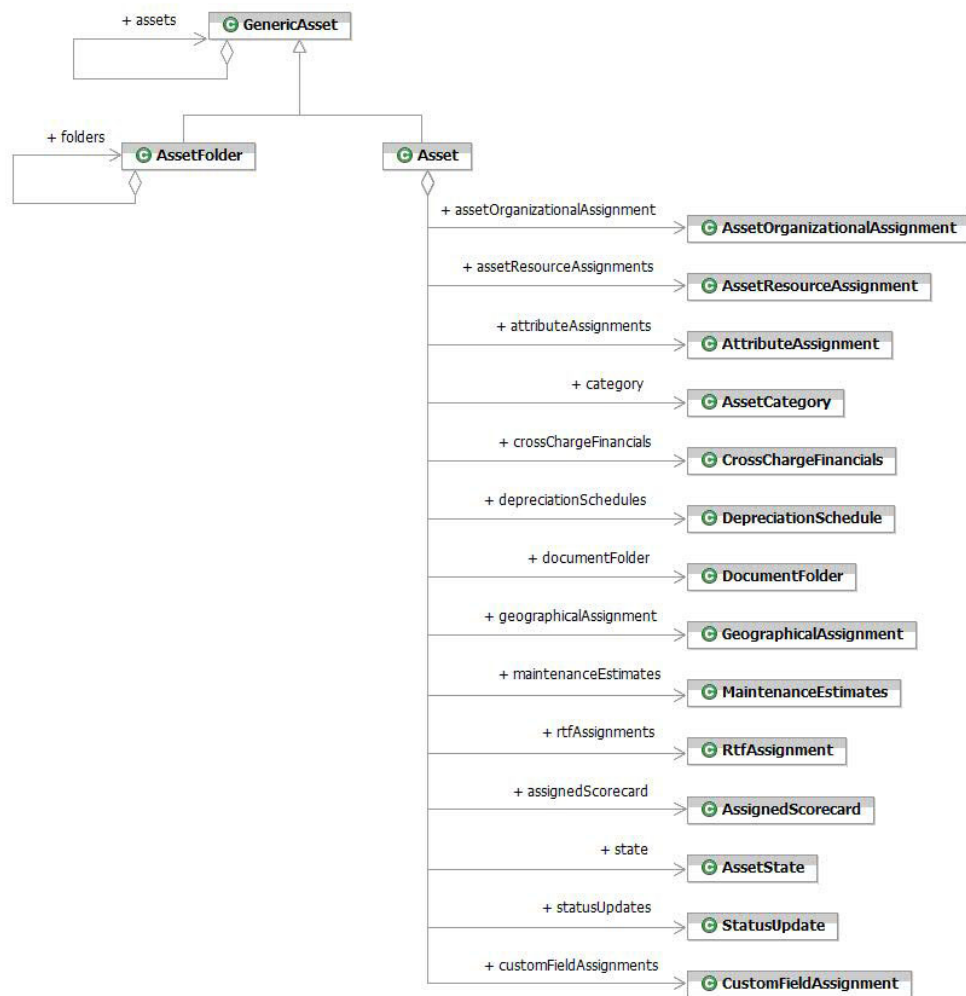 + assets
GenericAsset
+ folders
AssetFolder
Asset
+ assetOrganizationalAssignment
AssetOrganizationalAssignment
+ assetResourceAssignments
AssetResourceAssignment
+ attributeAssignments
AttributeAssignment
+ category
AssetCategory
+ crossChargeFinancials
CrossChargeFinancials
+ depreciationSchedules
DepreciationSchedule
+ documentFolder
DocumentFolder
+ geographicalAssignment
GeographicalAssignment
+ maintenanceEstimates
MaintenanceEstimates
+ rtfAssignments
RtfAssignment
+ assignedScorecard
AssignedScorecard
+ state
AssetState
+ statusUpdates
StatusUpdate
+ customFieldAssignments
CustomFieldAssignment